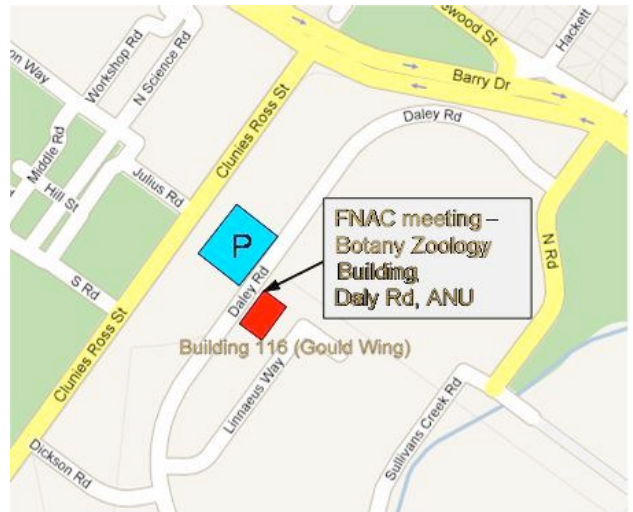 swood St
Hackett
Workshop Rd
N Science Rd
on Way
Barry Dr
Daley Rd
Clunies Ross St
Middle Rd
Hill St
Julius Rd
P
FNAC meeting –
Botany Zoology
Building,
Daly Rd, ANU
N Rd
Daley Rd
S Rd
Building 116 (Gould Wing)
Clunies Ross St
Linnaeus Way
Sullivans Creek Rd
Dickson Rd